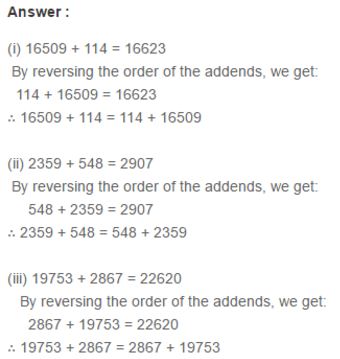 Answer :
(i) 16509 + 114 = 16623
By reversing the order of the addends, we get:
114 + 16509 = 16623
∴ 16509 + 114 = 114 + 16509
(ii) 2359 + 548 = 2907
By reversing the order of the addends, we get:
548 + 2359 = 2907
∴ 2359 + 548 = 548 + 2359
(iii) 19753 + 2867 = 22620
By reversing the order of the addends, we get:
2867 + 19753 = 22620
∴ 19753 + 2867 = 2867 + 19753